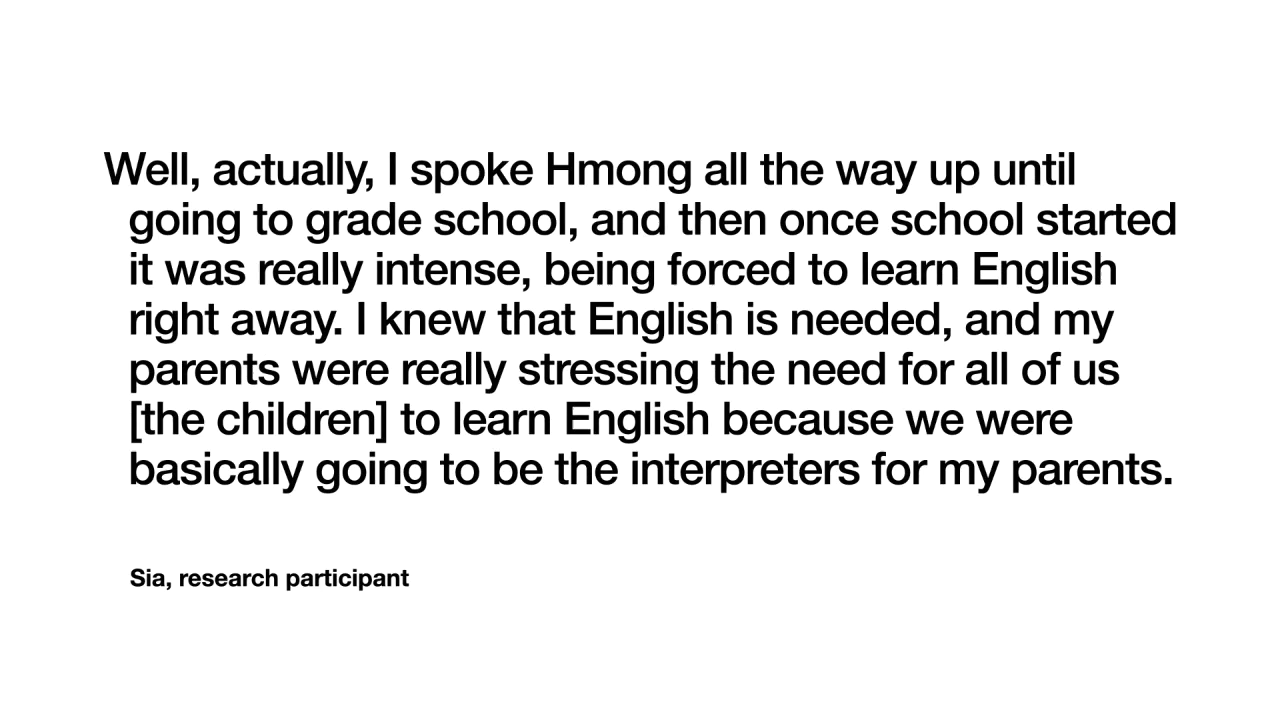 Well, actually, I spoke Hmong all the way up until
going to grade school, and then once school started
it was really intense, being forced to learn English
right away. I knew that English is needed, and my
parents were really stressing the need for all of us
[the children] to learn English because we were
basically going to be the interpreters for my parents.
Sia, research participant